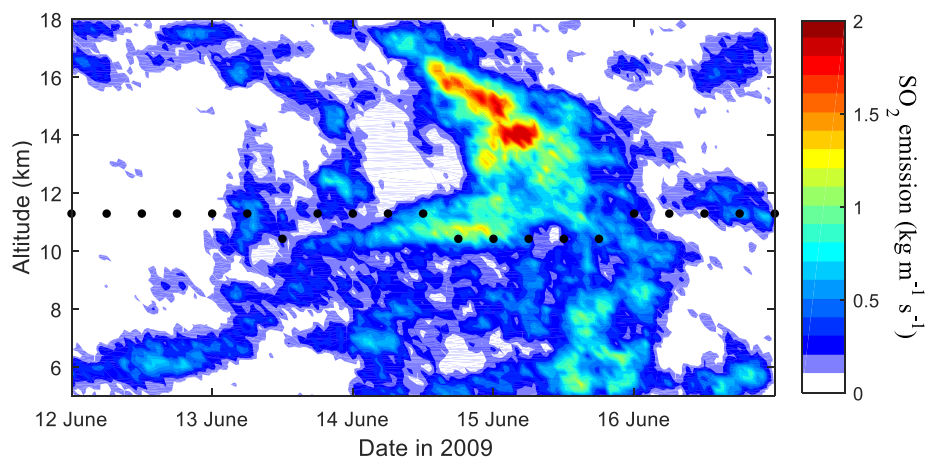 18
16
14
12
10
8
6
Altitude (km)
12 June
13 June
14 June
15 June
16 June
Date in 2009
2
1.5
1
0.5
0
SO2 emission (kg m-1 s-1)